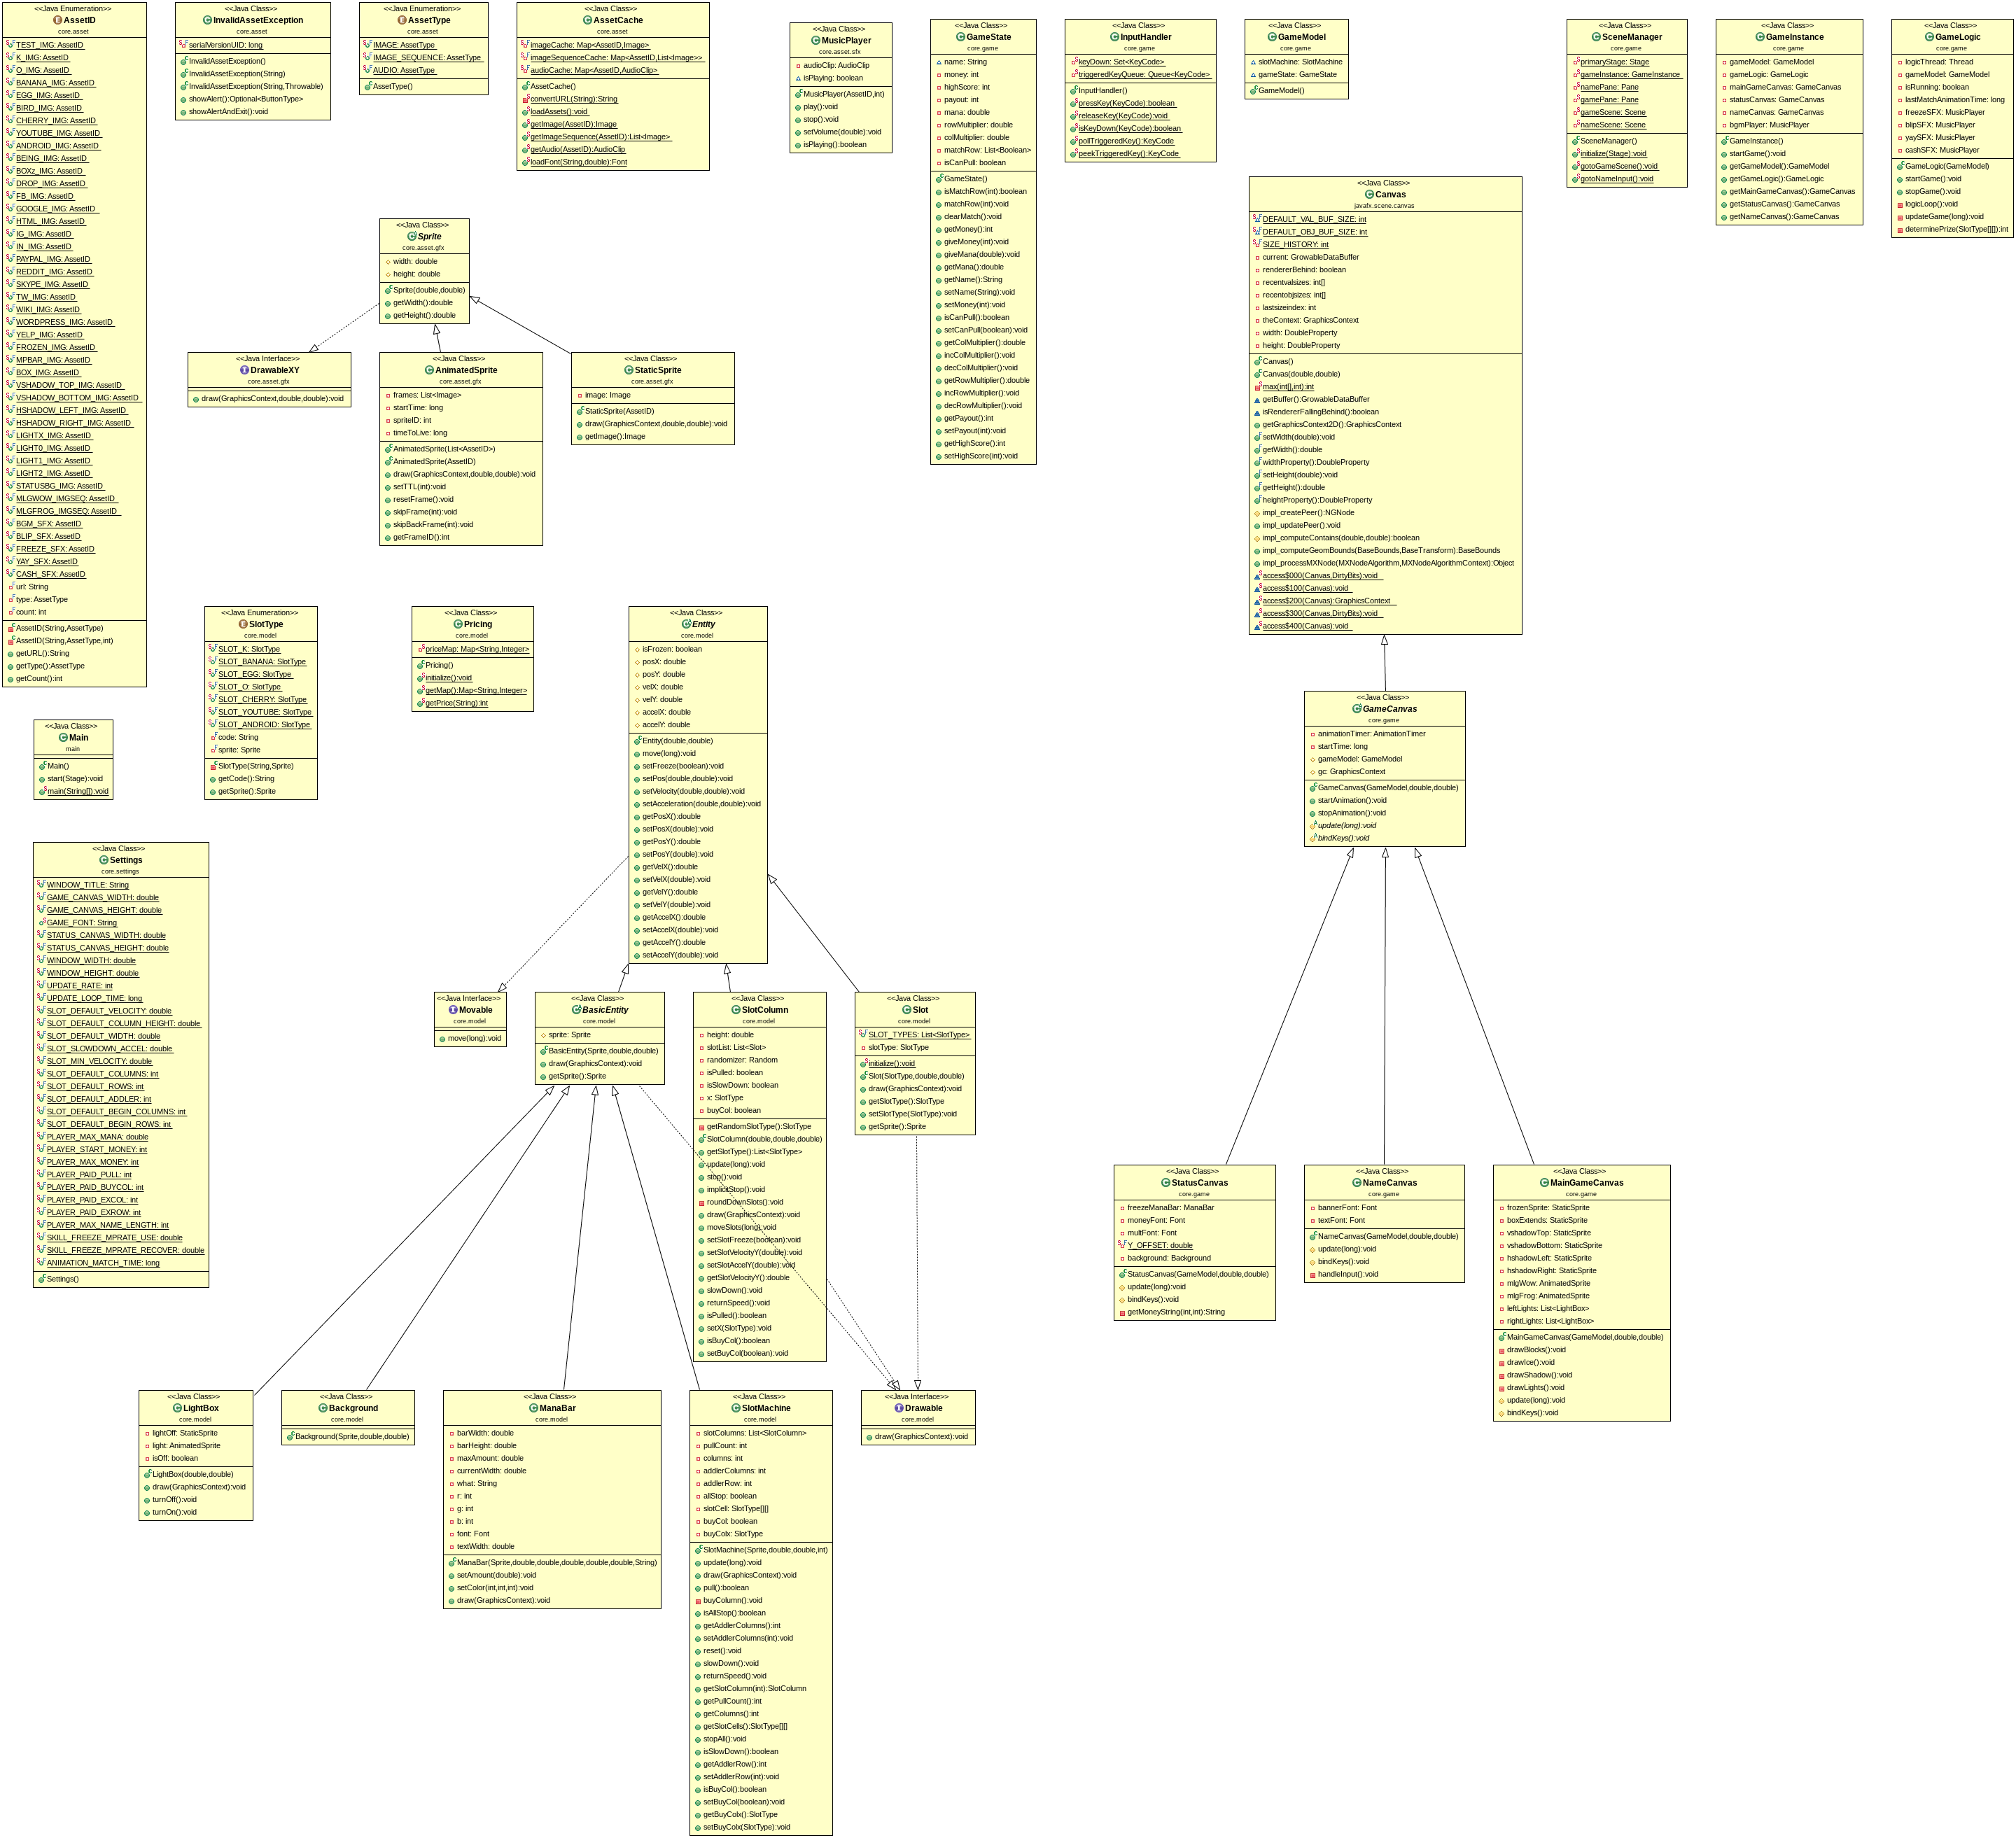 <<Java Enumeration>>
AssetID
core.asset
TEST_IMG: AssetID
K_IMG: AssetID
O_IMG: AssetID
BANANA_IMG: AssetID
EGG_IMG: AssetID
BIRD_IMG: AssetID
CHERRY_IMG: AssetID
YOUTUBE_IMG: AssetID
ANDROID_IMG: AssetID
BEING_IMG: AssetID
BOXz_IMG: AssetID
DROP_IMG: AssetID
FB_IMG: AssetID
GOOGLE_IMG: AssetID
HTML_IMG: AssetID
IG_IMG: AssetID
IN_IMG: AssetID
PAYPAL_IMG: AssetID
REDDIT_IMG: AssetID
SKYPE_IMG: AssetID
TW_IMG: AssetID
WIKI_IMG: AssetID
WORDPRESS_IMG: AssetID
YELP_IMG: AssetID
FROZEN_IMG: AssetID
MPBAR_IMG: AssetID
BOX_IMG: AssetID
VSHADOW_TOP_IMG: AssetID
VSHADOW_BOTTOM_IMG: AssetID
HSHADOW_LEFT_IMG: AssetID
HSHADOW_RIGHT_IMG: AssetID
LIGHTX_IMG: AssetID
LIGHT0_IMG: AssetID
LIGHT1_IMG: AssetID
LIGHT2_IMG: AssetID
STATUSBG_IMG: AssetID
MLGWOW_IMGSEQ: AssetID
MLGFROG_IMGSEQ: AssetID
BGM_SFX: AssetID
BLIP_SFX: AssetID
FREEZE_SFX: AssetID
YAY_SFX: AssetID
CASH_SFX: AssetID
url: String
type: AssetType
count: int
AssetID(String,AssetType)
AssetID(String,AssetType,int)
getURL():String
getType():AssetType
getCount():int
<<Java Class>>
InvalidAssetException
core.asset
serialVersionUID: long
InvalidAssetException()
InvalidAssetException(String)
InvalidAssetException(String,Throwable)
showAlert():Optional<ButtonType>
showAlertAndExit():void
<<Java Enumeration>>
AssetType
core.asset
IMAGE: AssetType
IMAGE_SEQUENCE: AssetType
AUDIO: AssetType
AssetType()
<<Java Class>>
AssetCache
core.asset
imageCache: Map<AssetID,Image>
imageSequenceCache: Map<AssetID,List<Image>>
audioCache: Map<AssetID,AudioClip>
AssetCache()
convertURL(String):String
loadAssets():void
getImage(AssetID):Image
getImageSequence(AssetID):List<Image>
getAudio(AssetID):AudioClip
loadFont(String,double):Font
<<Java Class>>
MusicPlayer
core.asset.sfx
audioClip: AudioClip
isPlaying: boolean
MusicPlayer(AssetID,int)
play():void
stop():void
setVolume(double):void
isPlaying():boolean
<<Java Class>>
GameState
core.game
name: String
money: int
highScore: int
payout: int
mana: double
rowMultiplier: double
colMultiplier: double
matchRow: List<Boolean>
isCanPull: boolean
GameState()
isMatchRow(int):boolean
matchRow(int):void
clearMatch():void
getMoney():int
giveMoney(int):void
giveMana(double):void
getMana():double
getName():String
setName(String):void
setMoney(int):void
isCanPull():boolean
setCanPull(boolean):void
getColMultiplier():double
incColMultiplier():void
decColMultiplier():void
getRowMultiplier():double
incRowMultiplier():void
decRowMultiplier():void
getPayout():int
setPayout(int):void
getHighScore():int
setHighScore(int):void
<<Java Class>>
InputHandler
core.game
keyDown: Set<KeyCode>
triggeredKeyQueue: Queue<KeyCode>
InputHandler()
pressKey(KeyCode):boolean
releaseKey(KeyCode):void
isKeyDown(KeyCode):boolean
pollTriggeredKey():KeyCode
peekTriggeredKey():KeyCode
<<Java Class>>
GameModel
core.game
slotMachine: SlotMachine
gameState: GameState
GameModel()
<<Java Class>>
SceneManager
core.game
primaryStage: Stage
gameInstance: GameInstance
namePane: Pane
gamePane: Pane
gameScene: Scene
nameScene: Scene
SceneManager()
initialize(Stage):void
gotoGameScene():void
gotoNameInput():void
<<Java Class>>
GameInstance
core.game
gameModel: GameModel
gameLogic: GameLogic
mainGameCanvas: GameCanvas
statusCanvas: GameCanvas
nameCanvas: GameCanvas
bgmPlayer: MusicPlayer
GameInstance()
startGame():void
getGameModel():GameModel
getGameLogic():GameLogic
getMainGameCanvas():GameCanvas
getStatusCanvas():GameCanvas
getNameCanvas():GameCanvas
<<Java Class>>
GameLogic
core.game
logicThread: Thread
gameModel: GameModel
isRunning: boolean
lastMatchAnimationTime: long
freezeSFX: MusicPlayer
blipSFX: MusicPlayer
yaySFX: MusicPlayer
cashSFX: MusicPlayer
GameLogic(GameModel)
startGame():void
stopGame():void
logicLoop():void
updateGame(long):void
determinePrize(SlotType[][]):int
<<Java Class>>
Canvas
javafx.scene.canvas
DEFAULT_VAL_BUF_SIZE: int
DEFAULT_OBJ_BUF_SIZE: int
SIZE_HISTORY: int
current: GrowableDataBuffer
rendererBehind: boolean
recentvalsizes: int[]
recentobjsizes: int[]
lastsizeindex: int
theContext: GraphicsContext
width: DoubleProperty
height: DoubleProperty
Canvas()
Canvas(double,double)
max(int[],int):int
getBuffer():GrowableDataBuffer
isRendererFallingBehind():boolean
getGraphicsContext2D():GraphicsContext
setWidth(double):void
getWidth():double
widthProperty():DoubleProperty
setHeight(double):void
getHeight():double
heightProperty():DoubleProperty
impl_createPeer():NGNode
impl_updatePeer():void
impl_computeContains(double,double):boolean
impl_computeGeomBounds(BaseBounds,BaseTransform):BaseBounds
impl_processMXNode(MXNodeAlgorithm,MXNodeAlgorithmContext):Object
access$000(Canvas,DirtyBits):void
access$100(Canvas):void
access$200(Canvas):GraphicsContext
access$300(Canvas,DirtyBits):void
access$400(Canvas):void
<<Java Class>>
Sprite
core.asset.gfx
width: double
height: double
Sprite(double,double)
getWidth():double
getHeight():double
<<Java Interface>>
DrawableXY
core.asset.gfx
draw(GraphicsContext,double,double):void
<<Java Class>>
AnimatedSprite
core.asset.gfx
frames: List<Image>
startTime: long
spriteID: int
timeToLive: long
AnimatedSprite(List<AssetID>)
AnimatedSprite(AssetID)
draw(GraphicsContext,double,double):void
setTTL(int):void
resetFrame():void
skipFrame(int):void
skipBackFrame(int):void
getFrameID():int
<<Java Class>>
StaticSprite
core.asset.gfx
image: Image
StaticSprite(AssetID)
draw(GraphicsContext,double,double):void
getImage():Image
<<Java Enumeration>>
SlotType
core.model
SLOT_K: SlotType
SLOT_BANANA: SlotType
SLOT_EGG: SlotType
SLOT_O: SlotType
SLOT_CHERRY: SlotType
SLOT_YOUTUBE: SlotType
SLOT_ANDROID: SlotType
code: String
sprite: Sprite
SlotType(String,Sprite)
getCode():String
getSprite():Sprite
<<Java Class>>
Pricing
core.model
priceMap: Map<String,Integer>
Pricing()
initialize():void
getMap():Map<String,Integer>
getPrice(String):int
<<Java Class>>
Entity
core.model
isFrozen: boolean
posX: double
posY: double
velX: double
velY: double
accelX: double
accelY: double
Entity(double,double)
move(long):void
setFreeze(boolean):void
setPos(double,double):void
setVelocity(double,double):void
setAcceleration(double,double):void
getPosX():double
setPosX(double):void
getPosY():double
setPosY(double):void
getVelX():double
setVelX(double):void
getVelY():double
setVelY(double):void
getAccelX():double
setAccelX(double):void
getAccelY():double
setAccelY(double):void
<<Java Class>>
Main
main
Main()
start(Stage):void
main(String[]):void
<<Java Class>>
GameCanvas
core.game
animationTimer: AnimationTimer
startTime: long
gameModel: GameModel
gc: GraphicsContext
GameCanvas(GameModel,double,double)
startAnimation():void
stopAnimation():void
update(long):void
bindKeys():void
<<Java Class>>
Settings
core.settings
WINDOW_TITLE: String
GAME_CANVAS_WIDTH: double
GAME_CANVAS_HEIGHT: double
GAME_FONT: String
STATUS_CANVAS_WIDTH: double
STATUS_CANVAS_HEIGHT: double
WINDOW_WIDTH: double
WINDOW_HEIGHT: double
UPDATE_RATE: int
UPDATE_LOOP_TIME: long
SLOT_DEFAULT_VELOCITY: double
SLOT_DEFAULT_COLUMN_HEIGHT: double
SLOT_DEFAULT_WIDTH: double
SLOT_SLOWDOWN_ACCEL: double
SLOT_MIN_VELOCITY: double
SLOT_DEFAULT_COLUMNS: int
SLOT_DEFAULT_ROWS: int
SLOT_DEFAULT_ADDLER: int
SLOT_DEFAULT_BEGIN_COLUMNS: int
SLOT_DEFAULT_BEGIN_ROWS: int
PLAYER_MAX_MANA: double
PLAYER_START_MONEY: int
PLAYER_MAX_MONEY: int
PLAYER_PAID_PULL: int
PLAYER_PAID_BUYCOL: int
PLAYER_PAID_EXCOL: int
PLAYER_PAID_EXROW: int
PLAYER_MAX_NAME_LENGTH: int
SKILL_FREEZE_MPRATE_USE: double
SKILL_FREEZE_MPRATE_RECOVER: double
ANIMATION_MATCH_TIME: long
Settings()
<<Java Interface>>
Movable
core.model
move(long):void
<<Java Class>>
BasicEntity
core.model
sprite: Sprite
BasicEntity(Sprite,double,double)
draw(GraphicsContext):void
getSprite():Sprite
<<Java Class>>
SlotColumn
core.model
height: double
slotList: List<Slot>
randomizer: Random
isPulled: boolean
isSlowDown: boolean
x: SlotType
buyCol: boolean
getRandomSlotType():SlotType
SlotColumn(double,double,double)
getSlotType():List<SlotType>
update(long):void
stop():void
implicitStop():void
roundDownSlots():void
draw(GraphicsContext):void
moveSlots(long):void
setSlotFreeze(boolean):void
setSlotVelocityY(double):void
setSlotAccelY(double):void
getSlotVelocityY():double
slowDown():void
returnSpeed():void
isPulled():boolean
setX(SlotType):void
isBuyCol():boolean
setBuyCol(boolean):void
<<Java Class>>
Slot
core.model
SLOT_TYPES: List<SlotType>
slotType: SlotType
initialize():void
Slot(SlotType,double,double)
draw(GraphicsContext):void
getSlotType():SlotType
setSlotType(SlotType):void
getSprite():Sprite
<<Java Class>>
StatusCanvas
core.game
freezeManaBar: ManaBar
moneyFont: Font
multFont: Font
Y_OFFSET: double
background: Background
StatusCanvas(GameModel,double,double)
update(long):void
bindKeys():void
getMoneyString(int,int):String
<<Java Class>>
NameCanvas
core.game
bannerFont: Font
textFont: Font
NameCanvas(GameModel,double,double)
update(long):void
bindKeys():void
handleInput():void
<<Java Class>>
MainGameCanvas
core.game
frozenSprite: StaticSprite
boxExtends: StaticSprite
vshadowTop: StaticSprite
vshadowBottom: StaticSprite
hshadowLeft: StaticSprite
hshadowRight: StaticSprite
mlgWow: AnimatedSprite
mlgFrog: AnimatedSprite
leftLights: List<LightBox>
rightLights: List<LightBox>
MainGameCanvas(GameModel,double,double)
drawBlocks():void
drawIce():void
drawShadow():void
drawLights():void
update(long):void
bindKeys():void
<<Java Class>>
LightBox
core.model
lightOff: StaticSprite
light: AnimatedSprite
isOff: boolean
LightBox(double,double)
draw(GraphicsContext):void
turnOff():void
turnOn():void
<<Java Class>>
Background
core.model
Background(Sprite,double,double)
<<Java Class>>
ManaBar
core.model
barWidth: double
barHeight: double
maxAmount: double
currentWidth: double
what: String
r: int
g: int
b: int
font: Font
textWidth: double
ManaBar(Sprite,double,double,double,double,double,String)
setAmount(double):void
setColor(int,int,int):void
draw(GraphicsContext):void
<<Java Class>>
SlotMachine
core.model
slotColumns: List<SlotColumn>
pullCount: int
columns: int
addlerColumns: int
addlerRow: int
allStop: boolean
slotCell: SlotType[][]
buyCol: boolean
buyColx: SlotType
SlotMachine(Sprite,double,double,int)
update(long):void
draw(GraphicsContext):void
pull():boolean
buyColumn():void
isAllStop():boolean
getAddlerColumns():int
setAddlerColumns(int):void
reset():void
slowDown():void
returnSpeed():void
getSlotColumn(int):SlotColumn
getPullCount():int
getColumns():int
getSlotCells():SlotType[][]
stopAll():void
isSlowDown():boolean
getAddlerRow():int
setAddlerRow(int):void
isBuyCol():boolean
setBuyCol(boolean):void
getBuyColx():SlotType
setBuyColx(SlotType):void
<<Java Interface>>
Drawable
core.model
draw(GraphicsContext):void